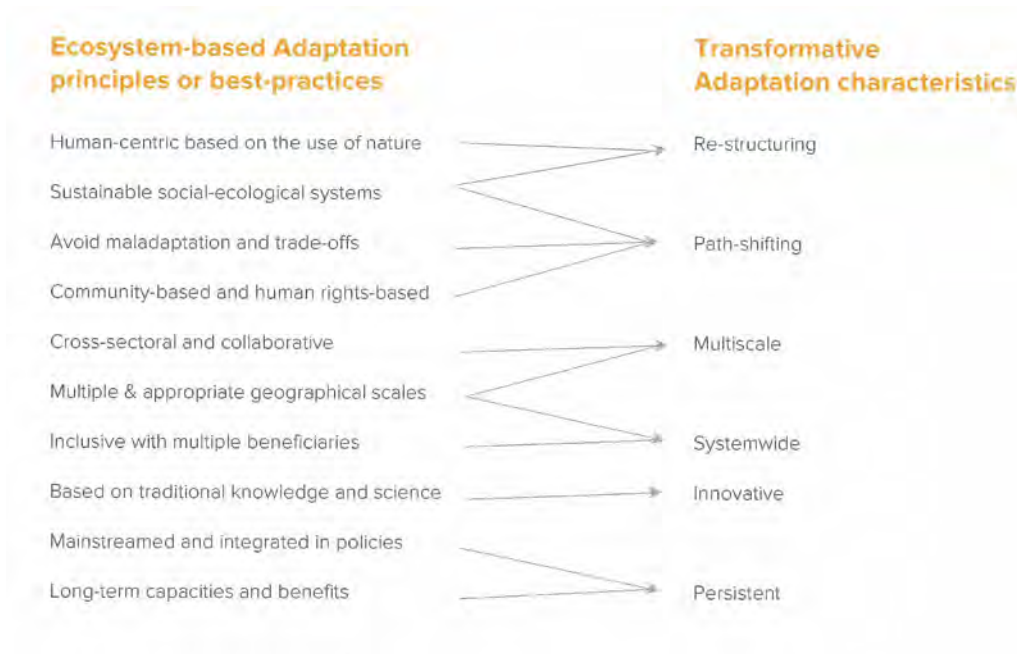 Ecosystem-based Adaptation
principles or best-practices
Human-centric based on the use of nature
Sustainable social-ecological systems
Avoid maladaptation and trade-offs
Community-based and human rights-based
Cross-sectoral and collaborative
Multiple & appropriate geographical scales
Inclusive with multiple beneficiaries
Based on traditional knowledge and science
Mainstreamed and integrated in policies
Long-term capacities and benefits
Transformative
Adaptation characteristics
Re-structuring
Path-shifting
Multiscale
Systemwide
Innovative
Persistent